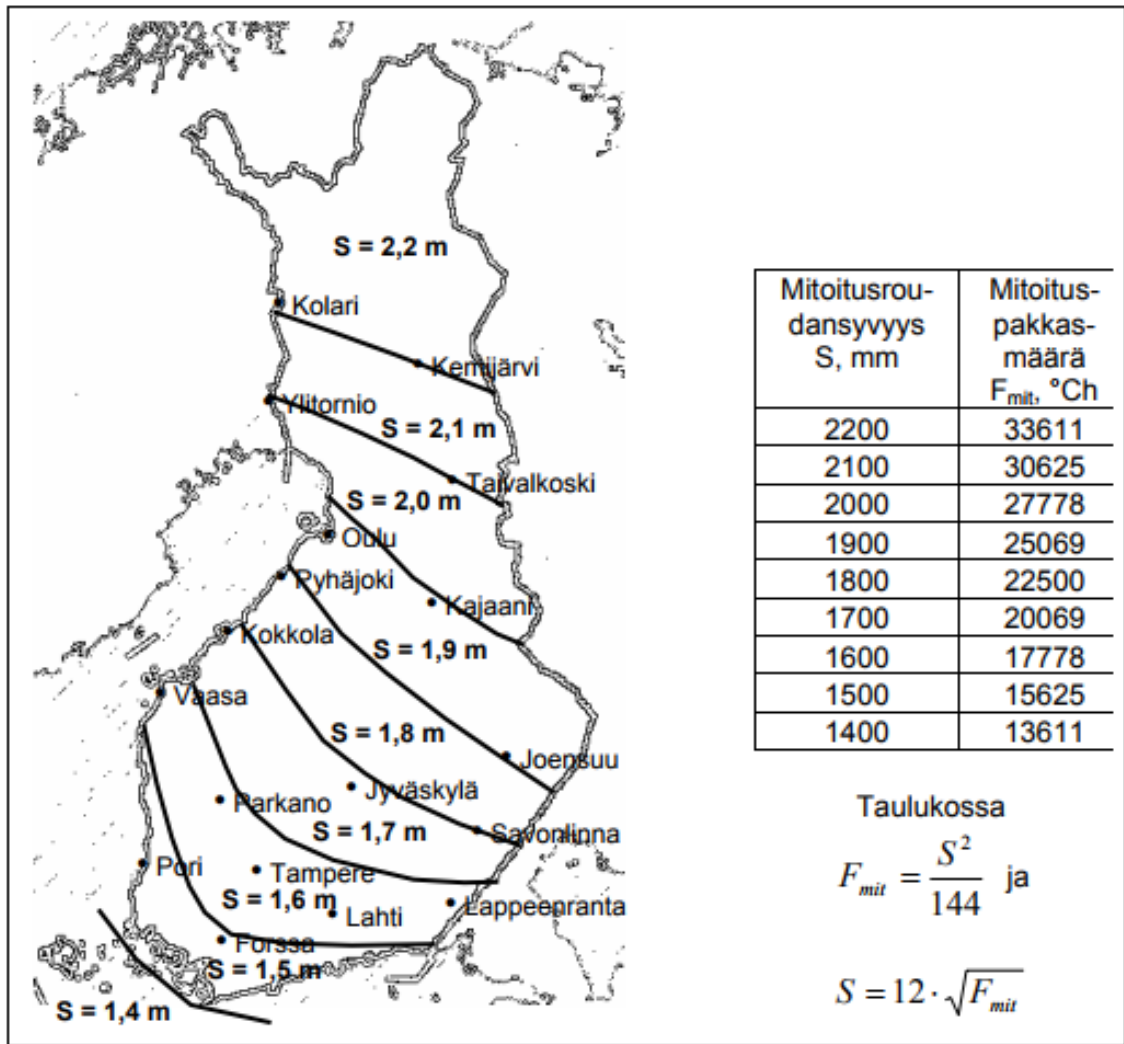 S = 2,2 m
Kolari
Kemijärvi
Ylitornio
S = 2,1 m
Taivalkoski
S = 2,0 m
Oulu
Pyhäjoki
Kajaani
Kokkola
S = 1,9 m
Vaasa
S = 1,8 m
Joensuu
Jyväskylä
Parkano
S = 1,7 m
Savonlinna
Pori
Tampere
S = 1,6 m
Lappeenranta
Lahti
Forssa
S = 1,5 m
S = 1,4 m
Mitoitusrou-
dansyvyys
S, mm
Mitoitus-
pakkas-
määrä
Fmit, °Ch
2200 33611
2100 30625
2000 27778
1900 25069
1800 22500
1700 20069
1600 17778
1500 15625
1400 13611
Taulukossa
F_mit = S²/144 ja
S = 12 · √F_mit